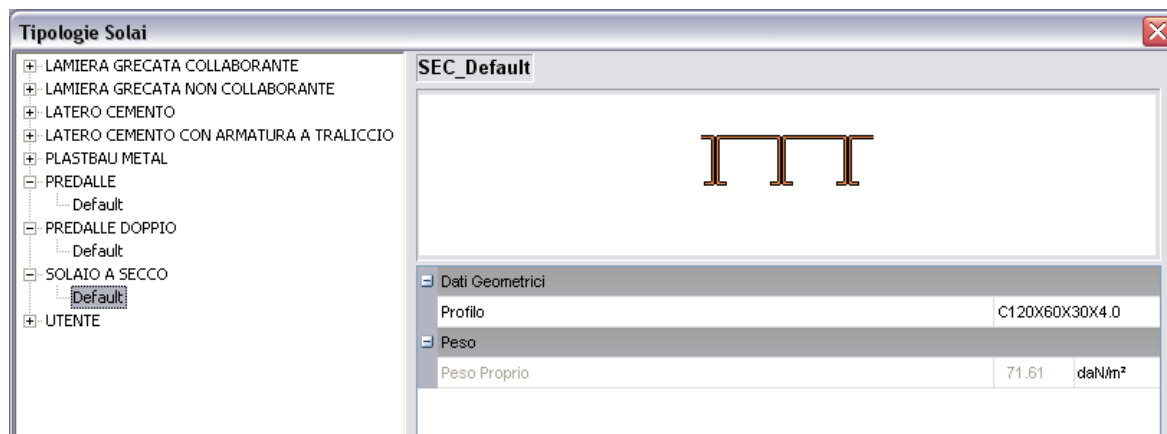 Tipologie Solai
LAMIERA GRECATA COLLABORANTE
LAMIERA GRECATA NON COLLABORANTE
LATERO CEMENTO
LATERO CEMENTO CON ARMATURA A TRALICCIO
PLASTBAU METAL
PREDALLE
Default
PREDALLE DOPPIO
Default
SOLAIO A SECCO
Default
UTENTE
SEC_Default
Dati Geometrici
Profilo C120X60X30X4.0
Peso
Peso Proprio 71.61 daN/m²